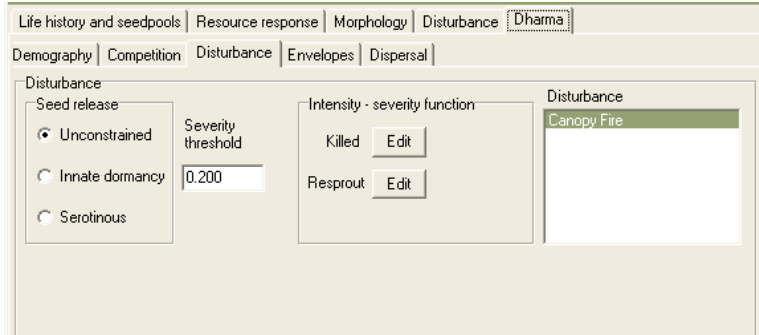 Life history and seedpools Resource response Morphology Disturbance Dharma
Demography Competition Disturbance Envelopes Dispersal
Disturbance
Seed release
Unconstrained
Innate dormancy
Serotinous
Severity
threshold
0.200
Intensity - severity function
Killed Edit
Resprout Edit
Disturbance
Canopy Fire